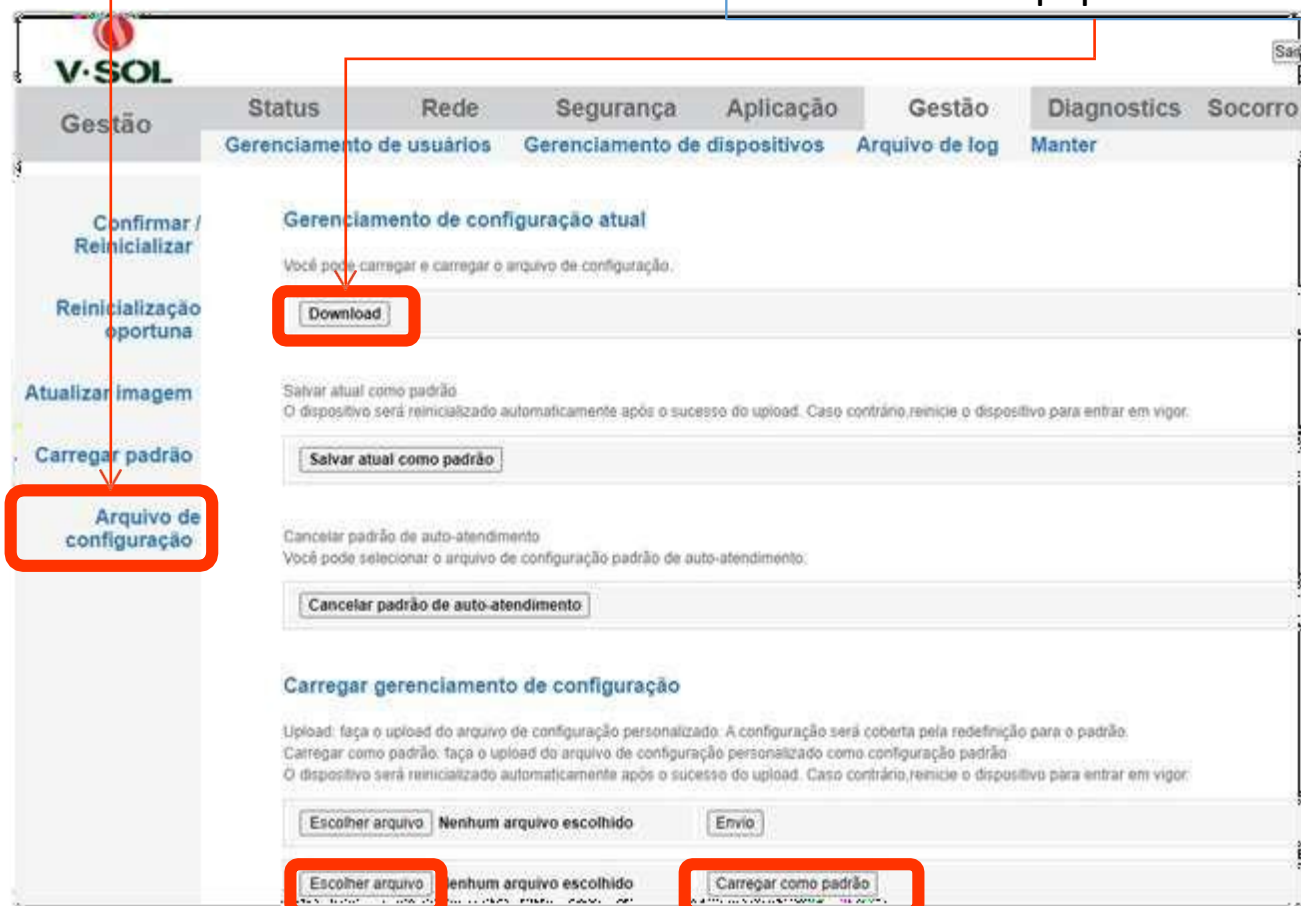 V·SOL
Gestão
Status Rede Segurança Aplicação Gestão Diagnostics Socorro
Gerenciamento de usuários Gerenciamento de dispositivos Arquivo de log Manter
Confirmar /
Reinicializar
Reinicialização
oportuna
Atualizar imagem
Carregar padrão
Arquivo de
configuração
Gerenciamento de configuração atual
Você pode carregar e carregar o arquivo de configuração.
Download
Salvar atual como padrão
O dispositivo será reinicializado automaticamente após o sucesso do upload. Caso contrário,reinicie o dispositivo para entrar em vigor.
Salvar atual como padrão
Cancelar padrão de auto-atendimento
Você pode selecionar o arquivo de configuração padrão de auto-atendimento.
Cancelar padrão de auto-atendimento
Carregar gerenciamento de configuração
Upload: faça o upload do arquivo de configuração personalizado. A configuração será coberta pela redefinição para o padrão.
Carregar como padrão: faça o upload do arquivo de configuração personalizado como configuração padrão
O dispositivo será reinicializado automaticamente após o sucesso do upload. Caso contrário,reinicie o dispositivo para entrar em vigor.
Escolher arquivo Nenhum arquivo escolhido Envio
Escolher arquivo Nenhum arquivo escolhido Carregar como padrão